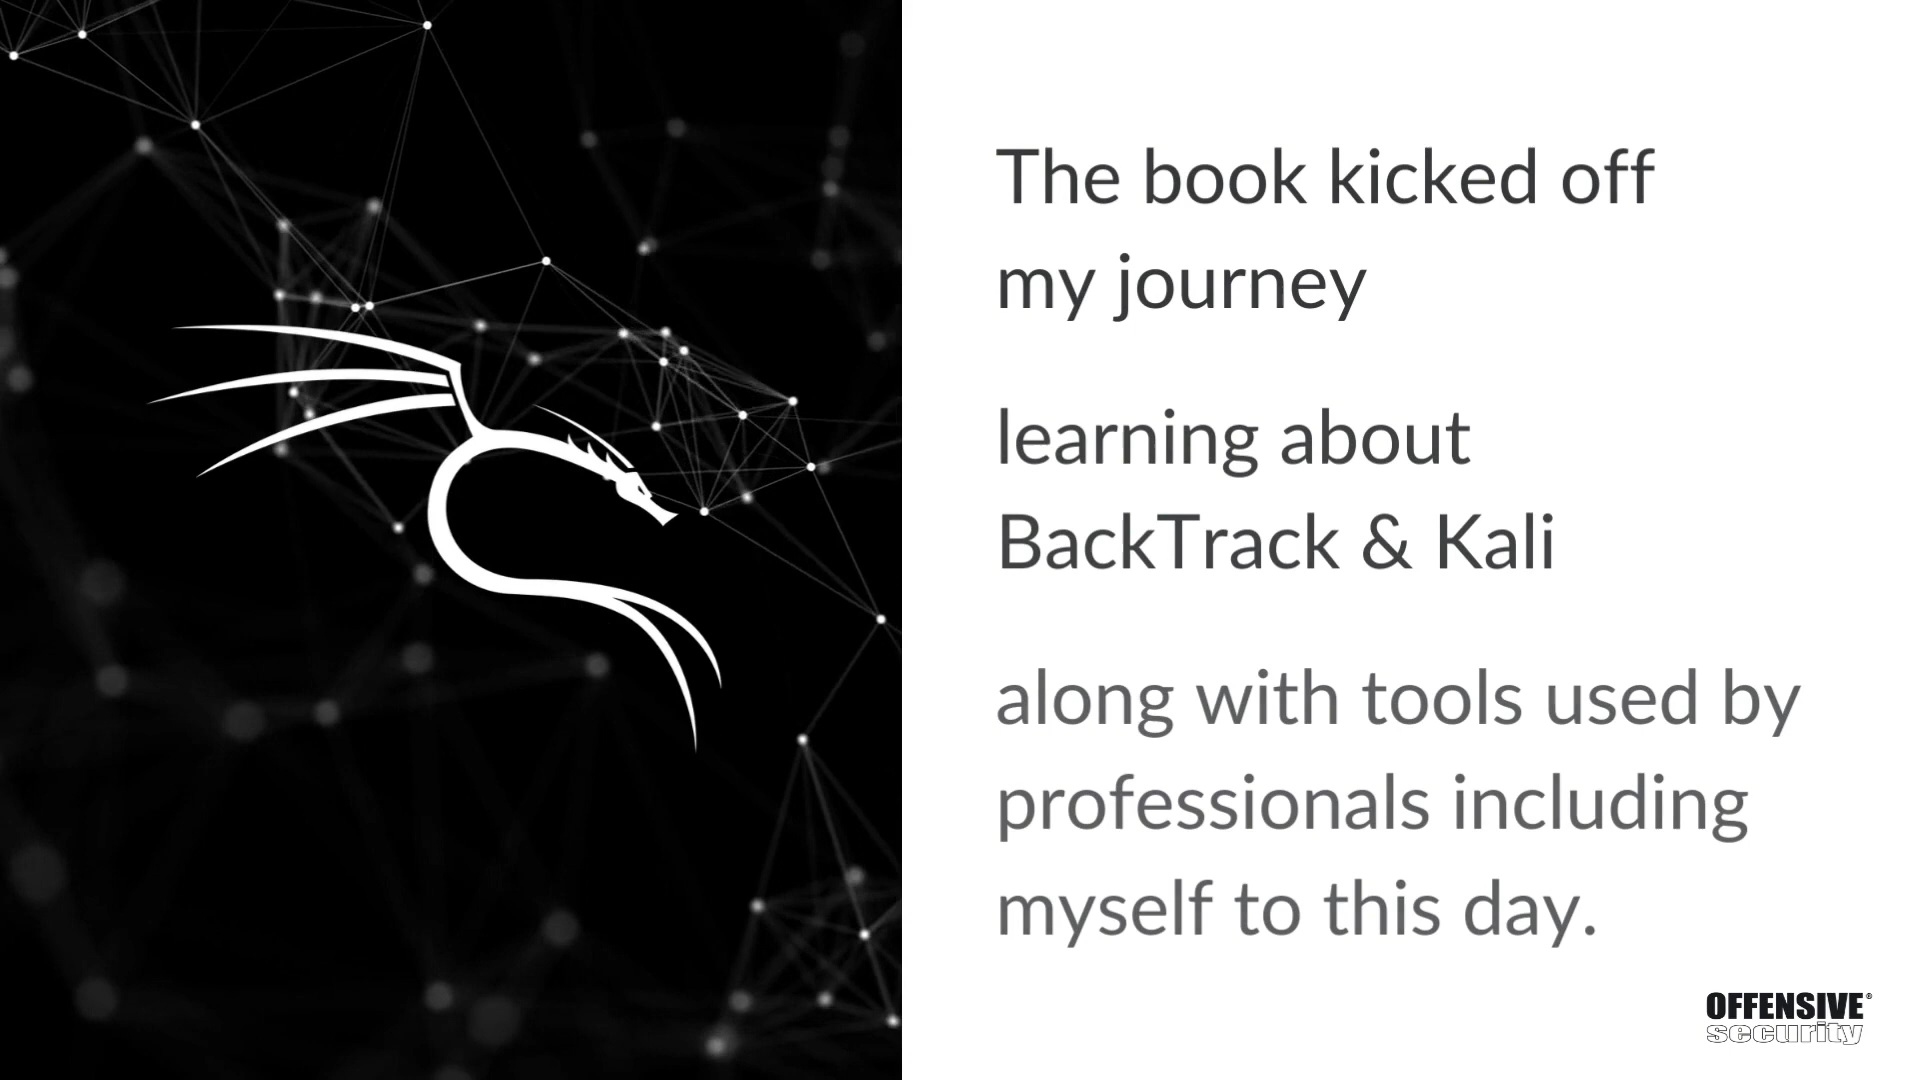 The book kicked off
my journey
learning about
BackTrack & Kali
along with tools used by
professionals including
myself to this day.
OFFENSIVE®
security